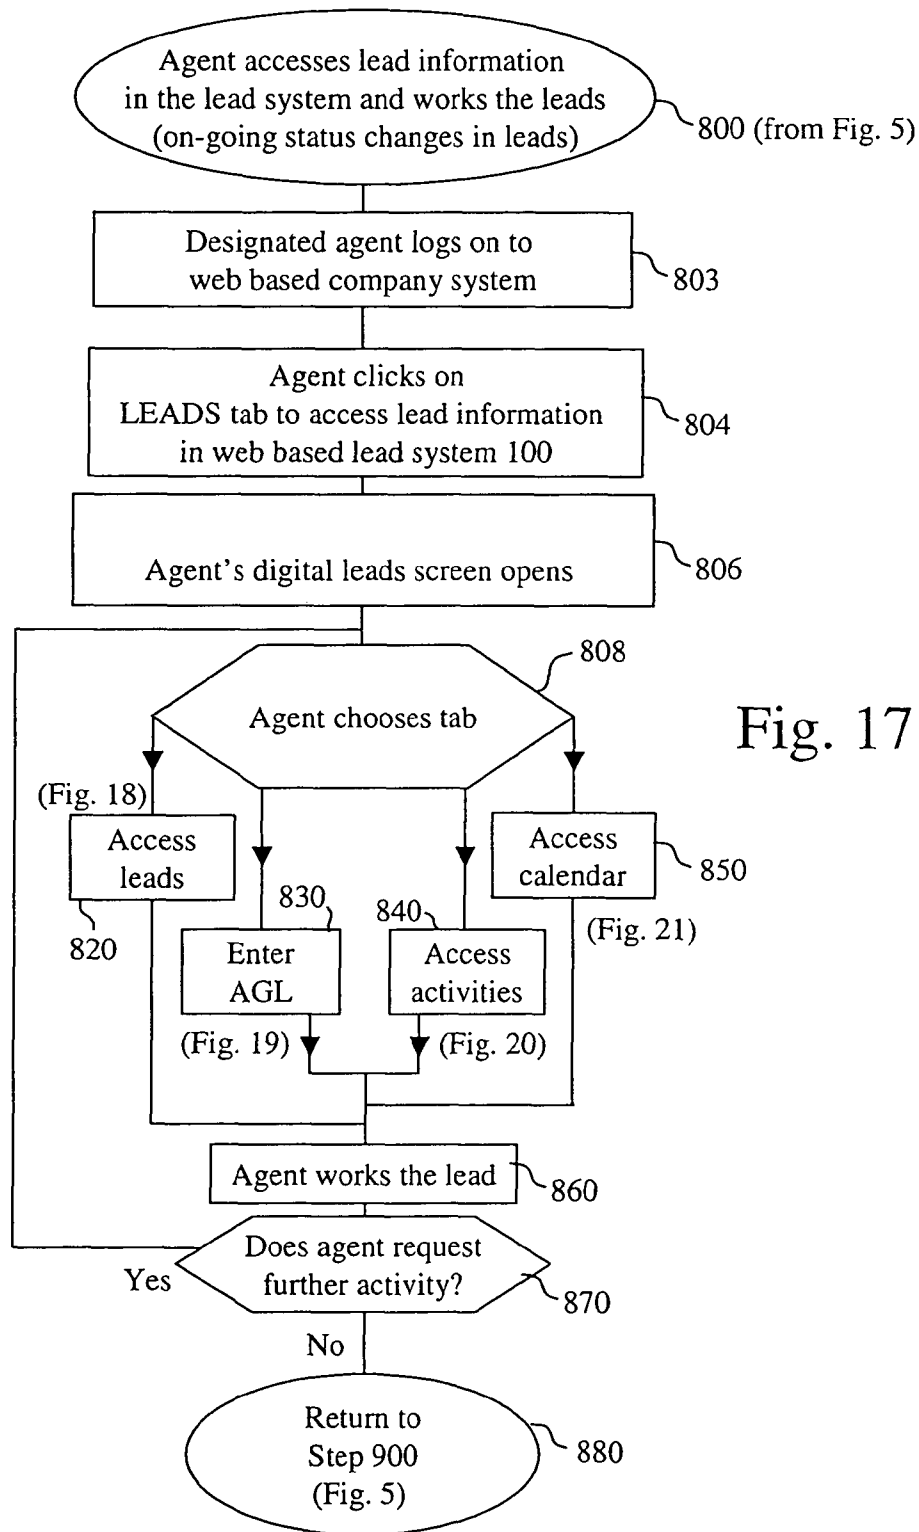 Agent accesses lead information
in the lead system and works the leads
(on-going status changes in leads)
800 (from Fig. 5)
Designated agent logs on to
web based company system
803
Agent clicks on
LEADS tab to access lead information
in web based lead system 100
804
Agent's digital leads screen opens
806
808
Agent chooses tab
Fig. 17
(Fig. 18)
Access
leads
820
Access
calendar
850
(Fig. 21)
830
Enter
AGL
(Fig. 19)
840
Access
activities
(Fig. 20)
Agent works the lead
860
Does agent request
further activity?
870
Yes
No
Return to
Step 900
(Fig. 5)
880